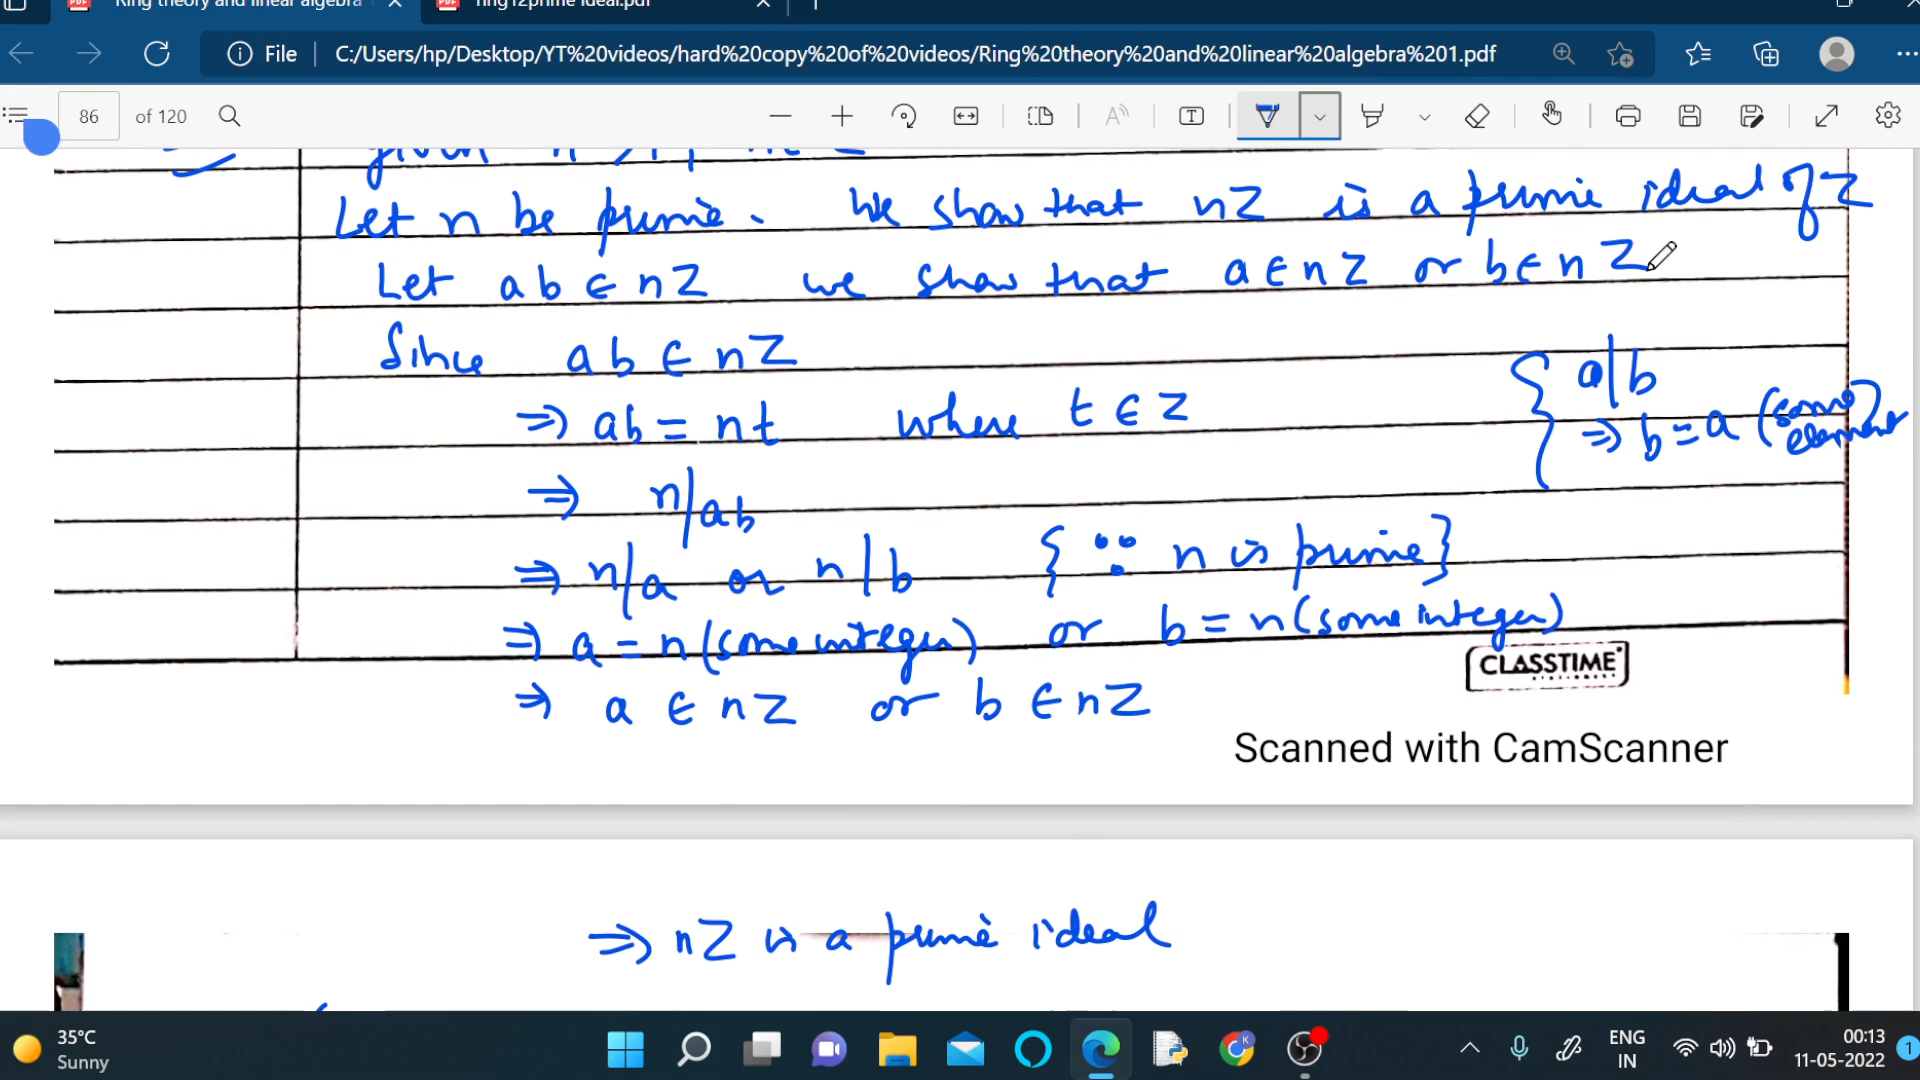 Ring theory and linear algebra
ring12prime ideal.pdf
File
C:/Users/hp/Desktop/YT%20videos/hard%20copy%20of%20videos/Ring%20theory%20and%20linear%20algebra%201.pdf
86 of 120
given n >1, n ∈ Z
Let n be prime. We show that nZ is a prime ideal of Z
Let ab ∈ nZ we show that a ∈ nZ or b ∈ nZ
Since ab ∈ nZ
⇒ ab = nt where t ∈ Z
{ a|b
⇒ b = a (some element}
⇒ n/ab
⇒ n/a or n/b { ∵ n is prime}
⇒ a = n(some integer) or b = n(some integer)
CLASSTIME
⇒ a ∈ nZ or b ∈ nZ
Scanned with CamScanner
⇒ nZ is a prime ideal
35°C
Sunny
ENG
IN
00:13
11-05-2022
1